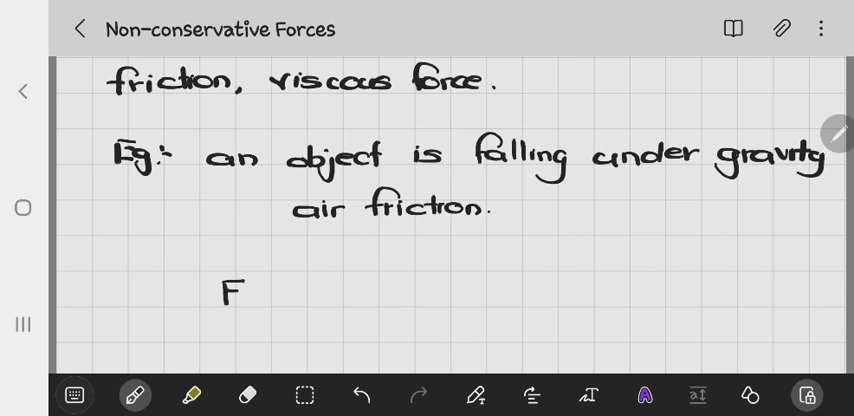 Non-conservative Forces
friction, viscous force.
Eg:- an object is falling under gravity
air friction.
F